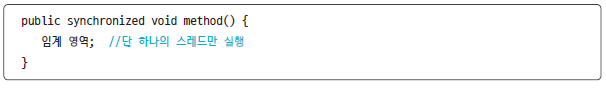 public synchronized void method() {
임계 영역;  //단 하나의 스레드만 실행
}